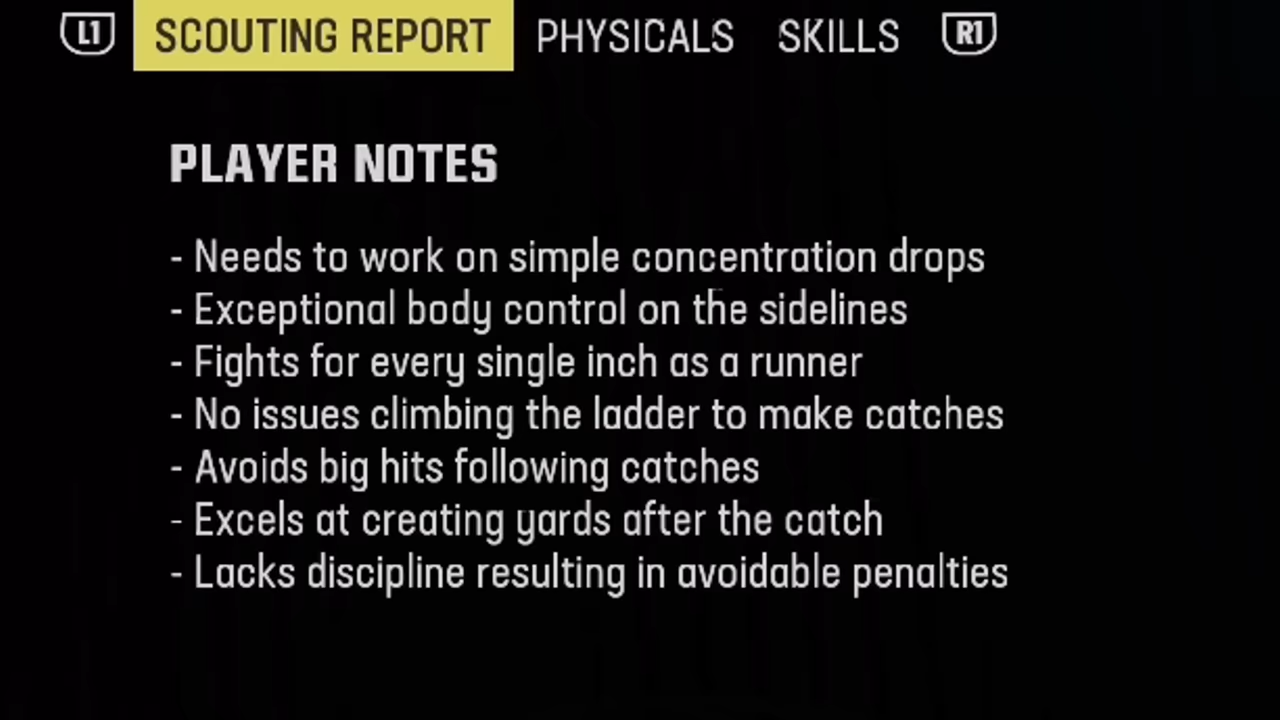 L1 SCOUTING REPORT PHYSICALS SKILLS R1
PLAYER NOTES
- Needs to work on simple concentration drops
- Exceptional body control on the sidelines
- Fights for every single inch as a runner
- No issues climbing the ladder to make catches
- Avoids big hits following catches
- Excels at creating yards after the catch
- Lacks discipline resulting in avoidable penalties